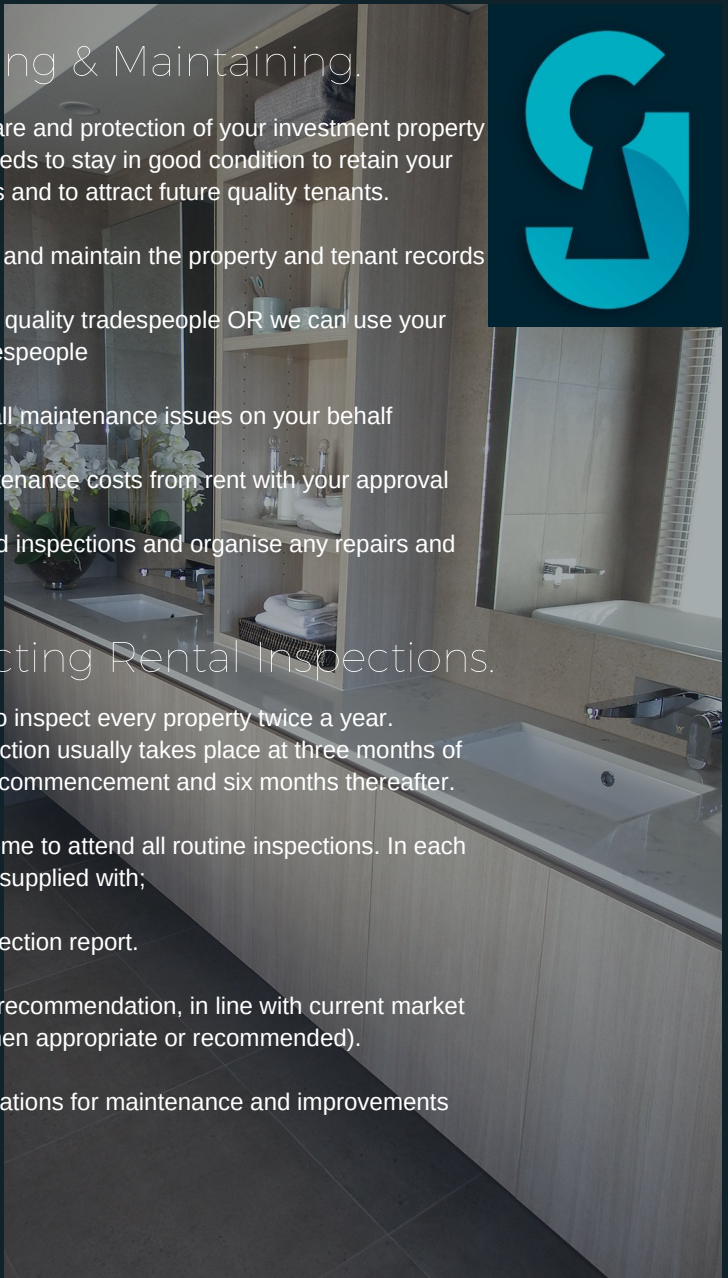 ng & Maintaining.
are and protection of your investment property
eeds to stay in good condition to retain your
s and to attract future quality tenants.
and maintain the property and tenant records
quality tradespeople OR we can use your
espeople
all maintenance issues on your behalf
tenance costs from rent with your approval
d inspections and organise any repairs and
cting Rental Inspections.
o inspect every property twice a year.
ction usually takes place at three months of
commencement and six months thereafter.
me to attend all routine inspections. In each
supplied with;
ection report.
recommendation, in line with current market
hen appropriate or recommended).
ations for maintenance and improvements